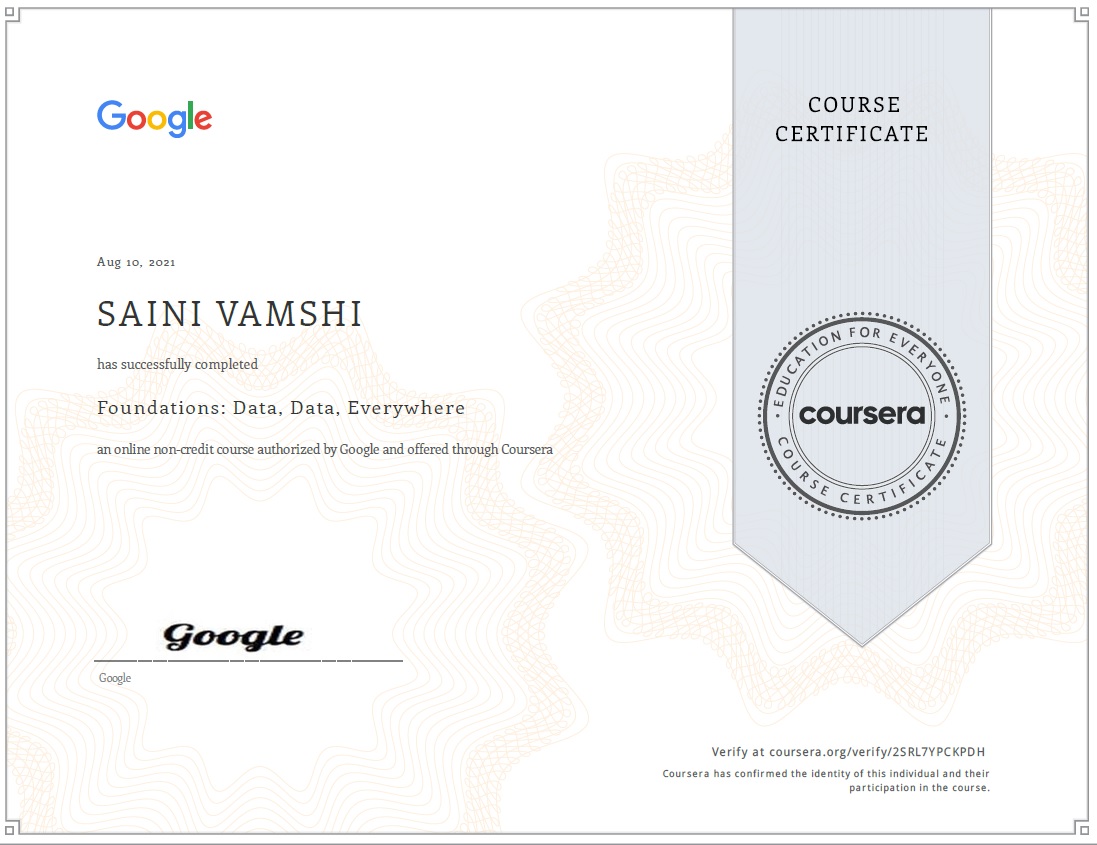 Google
COURSE
CERTIFICATE
Aug 10, 2021
SAINI VAMSHI
has successfully completed
Foundations: Data, Data, Everywhere
an online non-credit course authorized by Google and offered through Coursera
EDUCATION FOR EVERYONE
coursera
COURSE CERTIFICATE
Google
Google
Verify at coursera.org/verify/2SRL7YPCKPDH
Coursera has confirmed the identity of this individual and their
participation in the course.